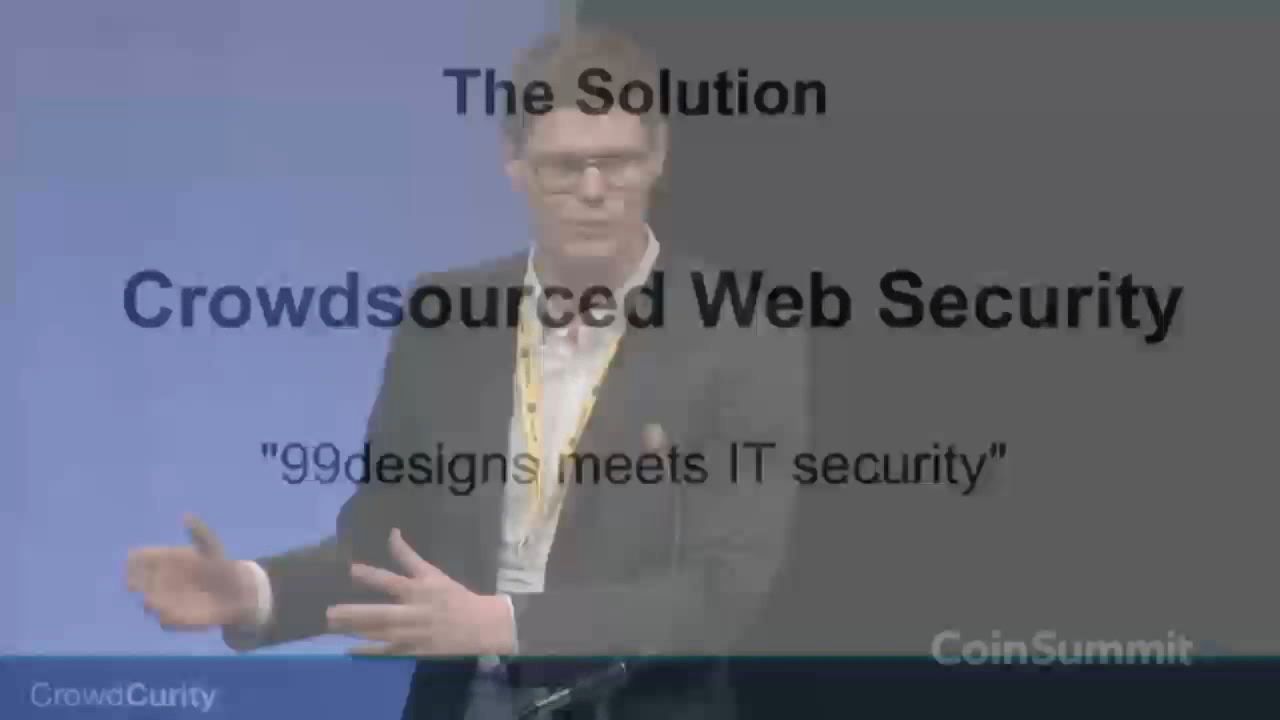 The Solution
Crowdsourced Web Security
"99designs meets IT security"
CoinSummit
CrowdCurity